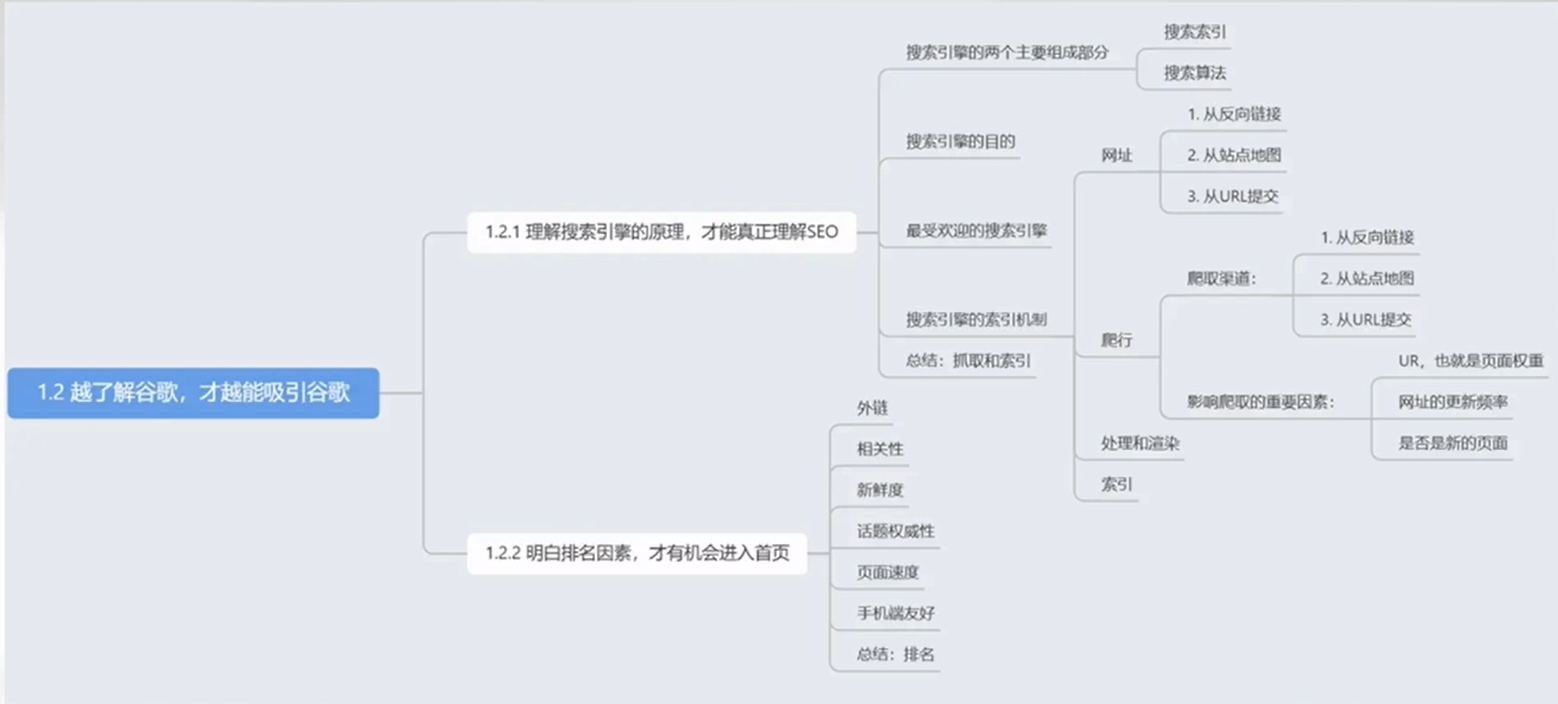 1.2 越了解谷歌，才越能吸引谷歌
1.2.1 理解搜索引擎的原理，才能真正理解SEO
搜索引擎的两个主要组成部分
搜索索引
搜索算法
搜索引擎的目的
最受欢迎的搜索引擎
搜索引擎的索引机制
网址
1. 从反向链接
2. 从站点地图
3. 从URL提交
爬行
爬取渠道：
1. 从反向链接
2. 从站点地图
3. 从URL提交
影响爬取的重要因素：
UR，也就是页面权重
网址的更新频率
是否是新的页面
处理和渲染
索引
总结：抓取和索引
1.2.2 明白排名因素，才有机会进入首页
外链
相关性
新鲜度
话题权威性
页面速度
手机端友好
总结：排名